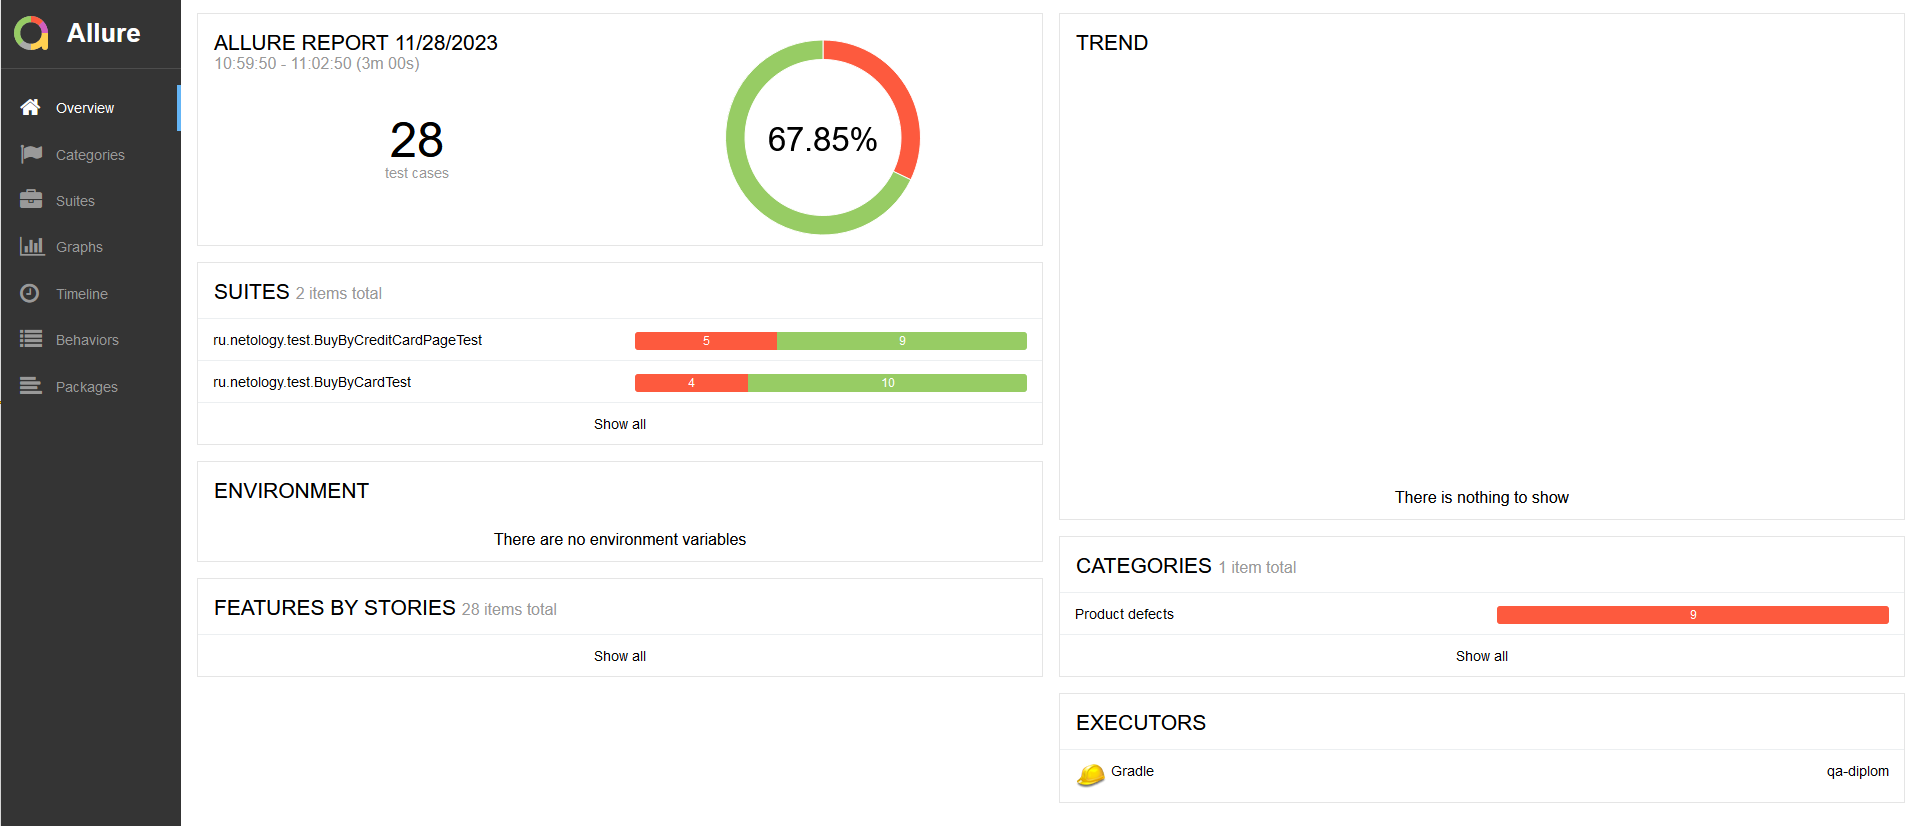 Allure
Overview
Categories
Suites
Graphs
Timeline
Behaviors
Packages
ALLURE REPORT 11/28/2023
10:59:50 - 11:02:50 (3m 00s)
28
test cases
67.85%
SUITES 2 items total
ru.netology.test.BuyByCreditCardPageTest 5 9
ru.netology.test.BuyByCardTest 4 10
Show all
ENVIRONMENT
There are no environment variables
FEATURES BY STORIES 28 items total
Show all
TREND
There is nothing to show
CATEGORIES 1 item total
Product defects 9
Show all
EXECUTORS
Gradle qa-diplom